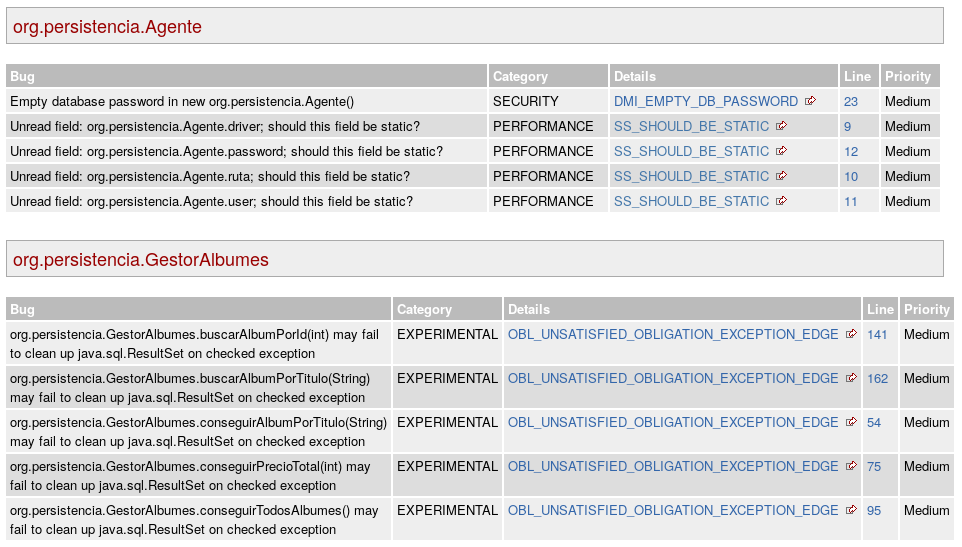 org.persistencia.Agente
Bug Category Details Line Priority
Empty database password in new org.persistencia.Agente() SECURITY DMI_EMPTY_DB_PASSWORD 23 Medium
Unread field: org.persistencia.Agente.driver; should this field be static? PERFORMANCE SS_SHOULD_BE_STATIC 9 Medium
Unread field: org.persistencia.Agente.password; should this field be static? PERFORMANCE SS_SHOULD_BE_STATIC 12 Medium
Unread field: org.persistencia.Agente.ruta; should this field be static? PERFORMANCE SS_SHOULD_BE_STATIC 10 Medium
Unread field: org.persistencia.Agente.user; should this field be static? PERFORMANCE SS_SHOULD_BE_STATIC 11 Medium
org.persistencia.GestorAlbumes
Bug Category Details Line Priority
org.persistencia.GestorAlbumes.buscarAlbumPorId(int) may fail EXPERIMENTAL OBL_UNSATISFIED_OBLIGATION_EXCEPTION_EDGE 141 Medium
to clean up java.sql.ResultSet on checked exception
org.persistencia.GestorAlbumes.buscarAlbumPorTitulo(String) EXPERIMENTAL OBL_UNSATISFIED_OBLIGATION_EXCEPTION_EDGE 162 Medium
may fail to clean up java.sql.ResultSet on checked exception
org.persistencia.GestorAlbumes.conseguirAlbumPorTitulo(String) EXPERIMENTAL OBL_UNSATISFIED_OBLIGATION_EXCEPTION_EDGE 54 Medium
may fail to clean up java.sql.ResultSet on checked exception
org.persistencia.GestorAlbumes.conseguirPrecioTotal(int) may EXPERIMENTAL OBL_UNSATISFIED_OBLIGATION_EXCEPTION_EDGE 75 Medium
fail to clean up java.sql.ResultSet on checked exception
org.persistencia.GestorAlbumes.conseguirTodosAlbumes() may EXPERIMENTAL OBL_UNSATISFIED_OBLIGATION_EXCEPTION_EDGE 95 Medium
fail to clean up java.sql.ResultSet on checked exception